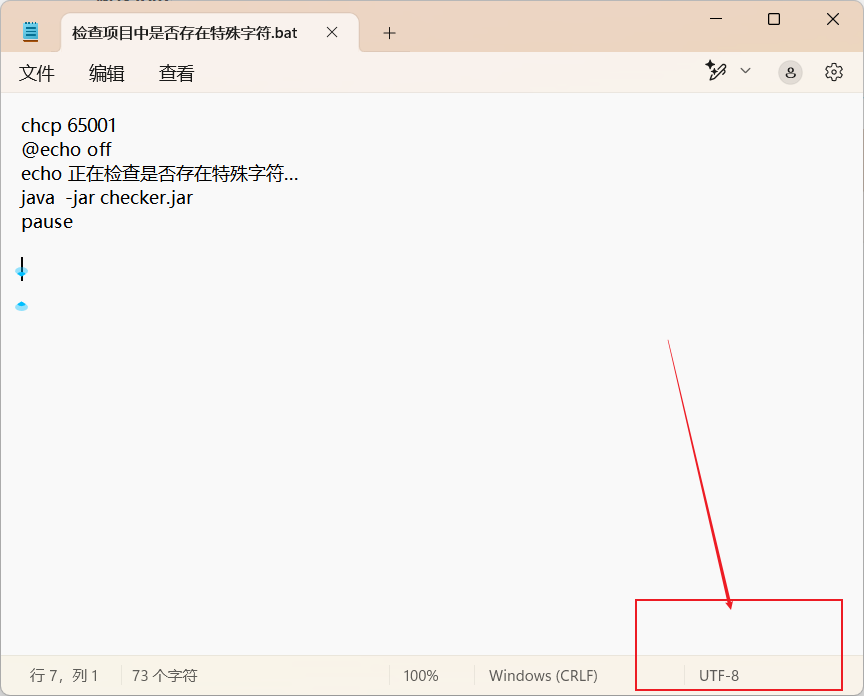 检查项目中是否存在特殊字符.bat
文件 编辑 查看
chcp 65001
@echo off
echo 正在检查是否存在特殊字符...
java  -jar checker.jar
pause
行 7，列 1 73 个字符 100% Windows (CRLF) UTF-8